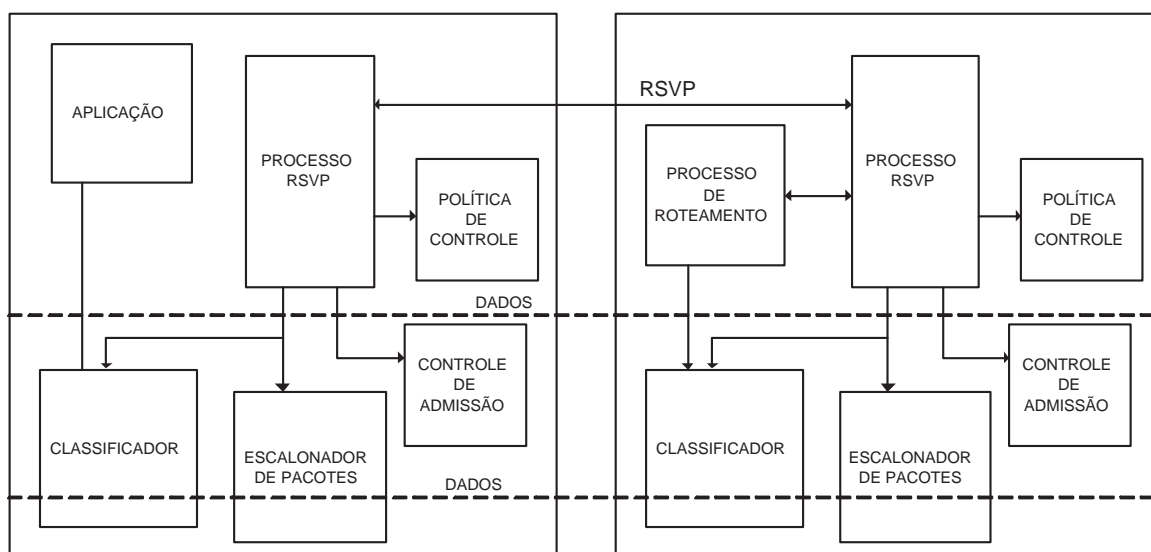 APLICAÇÃO
PROCESSO
RSVP
POLÍTICA
DE
CONTROLE
RSVP
PROCESSO
DE
ROTEAMENTO
PROCESSO
RSVP
POLÍTICA
DE
CONTROLE
DADOS
CLASSIFICADOR
ESCALONADOR
DE PACOTES
CONTROLE
DE
ADMISSÃO
CLASSIFICADOR
ESCALONADOR
DE PACOTES
CONTROLE
DE
ADMISSÃO
DADOS